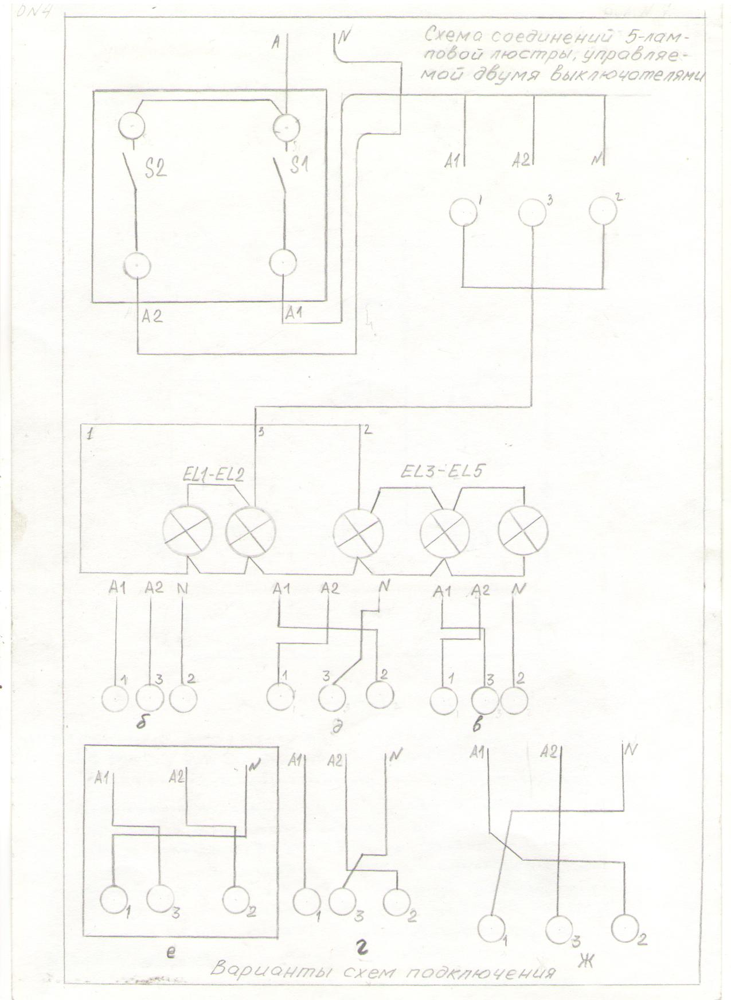 DN4
Схема соединений 5-лам-
повой люстры, управляе-
мой двумя выключателями
A N
S2 S1
A1 A2 N
1 3 2
A2 A1
1 3 2
EL1-EL2 EL3-EL5
A1 A2 N A1 A2 N A1 A2 N
1 3 2 1 3 2 1 3 2
б д в
A1 A2 N A1 A2 N A1 A2 N
1 3 2 1 3 2 1 3 2
е г ж
Варианты схем подключения